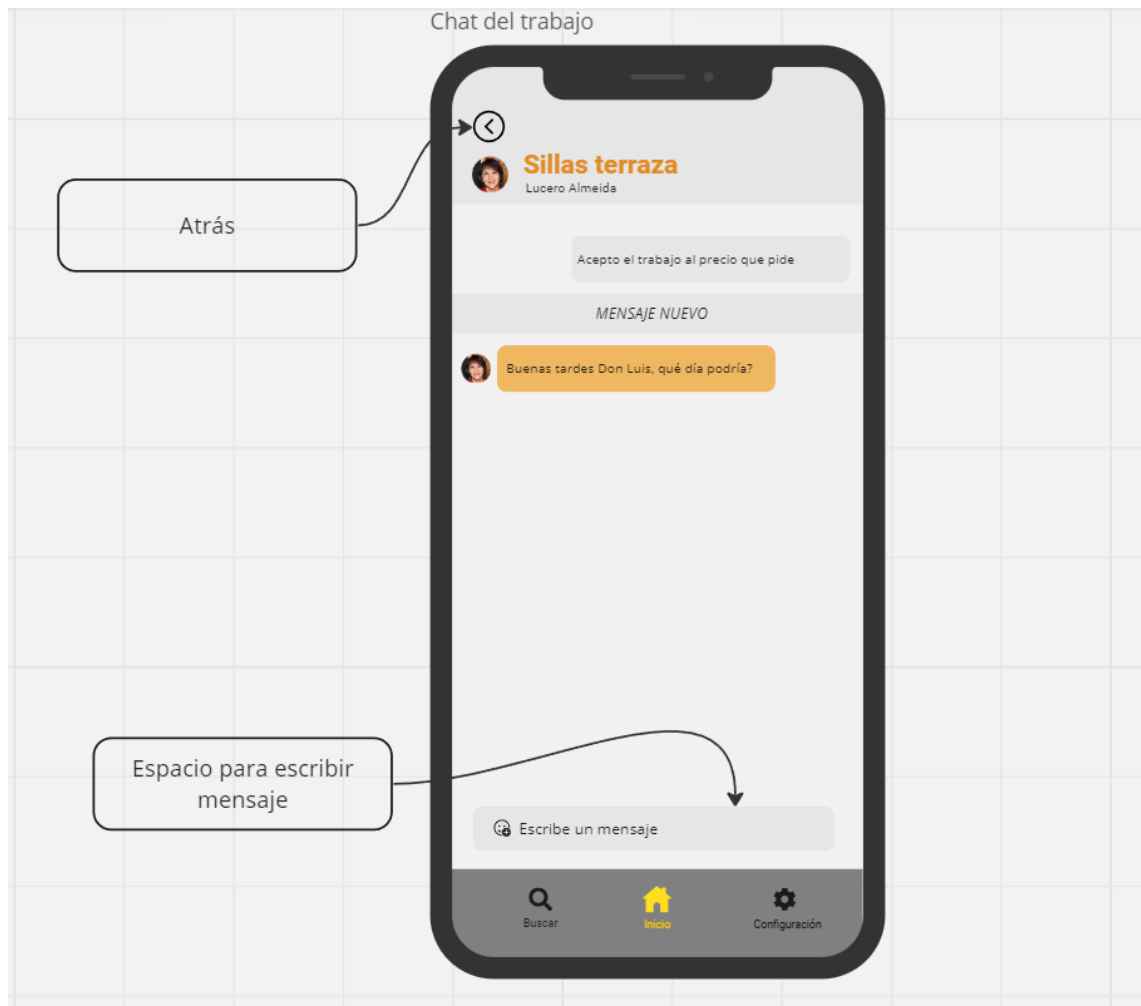 Chat del trabajo
Sillas terraza
Lucero Almeida
Atrás
Acepto el trabajo al precio que pide
MENSAJE NUEVO
Buenas tardes Don Luis, qué día podría?
Espacio para escribir
mensaje
Escribe un mensaje
Buscar
Inicio
Configuración